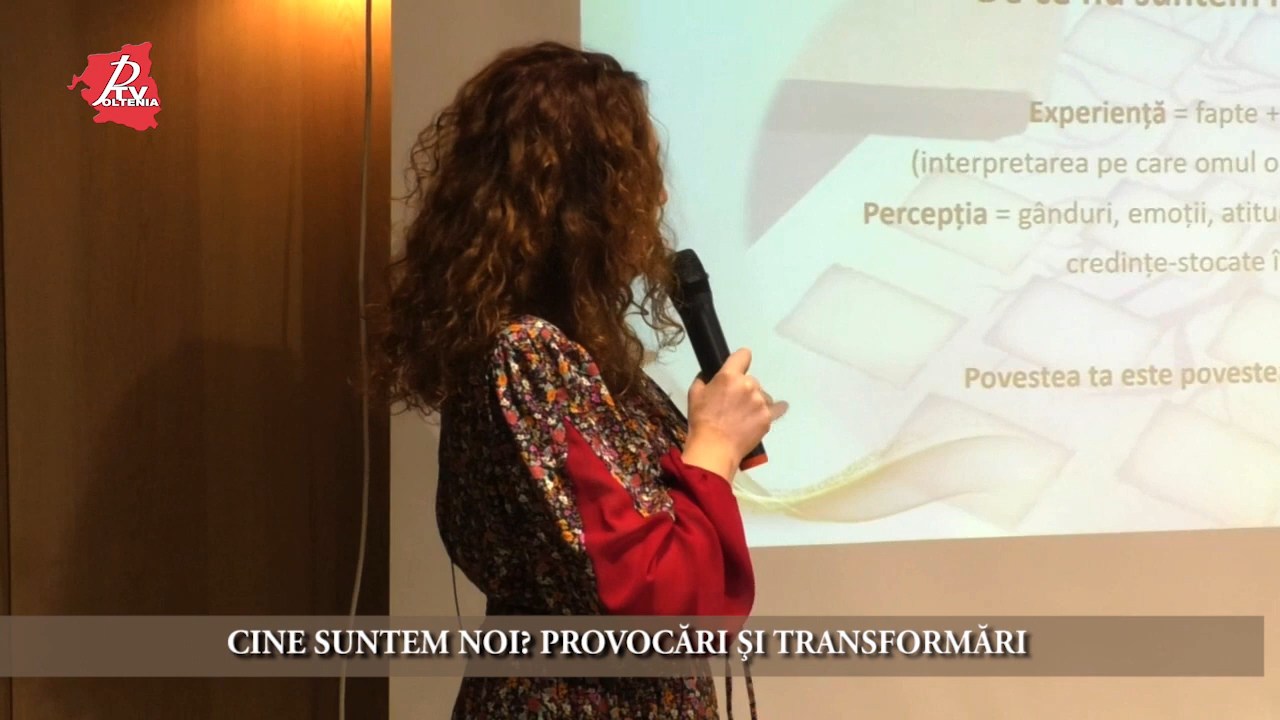 TV
OLTENIA
Experiență = fapte +
(interpretarea pe care omul o
Percepția = gânduri, emoții, atitu
credințe-stocate î
Povestea ta este povestea
CINE SUNTEM NOI? PROVOCĂRI ŞI TRANSFORMĂRI